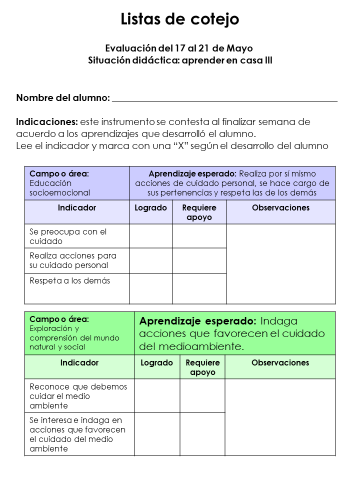 Listas de cotejo
Evaluación del 17 al 21 de Mayo
Situación didáctica: aprender en casa III
Nombre del alumno:
Indicaciones: este instrumento se contesta al finalizar semana de
acuerdo a los aprendizajes que desarrolló el alumno.
Lee el indicador y marca con una "X" según el desarrollo del alumno
Campo o área:
Educación
socioemocional
Aprendizaje esperado: Realiza por sí mismo
acciones de cuidado personal, se hace cargo de
sus pertenencias y respeta las de los demás
Indicador
Logrado
Requiere
apoyo
Observaciones
Se preocupa con el
cuidado
Realiza acciones para
su cuidado personal
Respeta a los demás
Campo o área:
Exploración y
comprensión del mundo
natural y social
Aprendizaje esperado: Indaga
acciones que favorecen el cuidado
del medioambiente.
Indicador
Logrado
Requiere
apoyo
Observaciones
Reconoce que debemos
cuidar el medio
ambiente
Se interesa e indaga en
acciones que favorecen
el cuidado del medio
ambiente